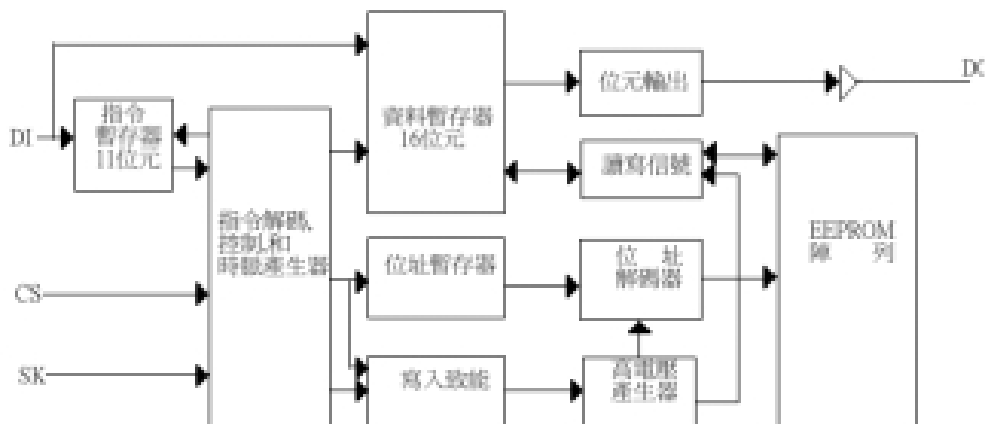 DI
指令
暫存器
11位元
指令解碼,
控制,和
時脈產生器
CS
SK
資料暫存器
16位元
位址暫存器
寫入致能
位元輸出
讀寫信號
位 址
解碼器
高電壓
產生器
EEPROM
陣 列